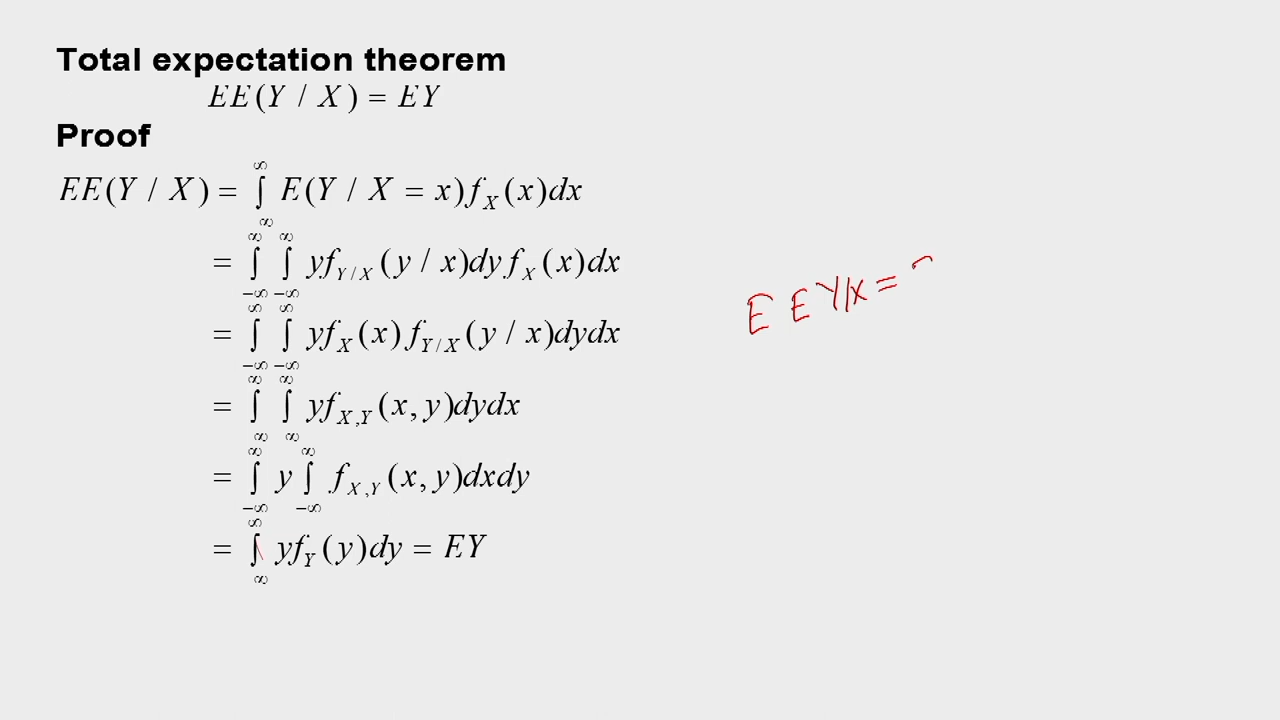 Total expectation theorem
EE(Y / X) = EY
Proof
EE(Y / X) = ∫_{∞}^{∞} E(Y / X = x)f_X(x)dx
= ∫_{-∞}^{∞} ∫_{-∞}^{∞} yf_{Y/X}(y / x)dyf_X(x)dx
= ∫_{-∞}^{∞} ∫_{-∞}^{∞} yf_X(x)f_{Y/X}(y / x)dydx
= ∫_{∞}^{∞} ∫_{∞}^{∞} yf_{X,Y}(x, y)dydx
= ∫_{-∞}^{∞} y ∫_{-∞}^{∞} f_{X,Y}(x, y)dxdy
= ∫_{∞}^{∞} yf_Y(y)dy = EY
E E Y/X =